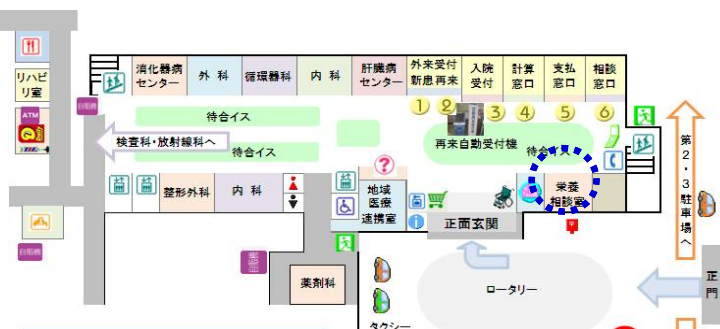 消化器病
センター
外 科
循環器科
内 科
肝臓病
センター
外来受付
新患再来
入院
受付
計算
窓口
支払
窓口
相談
窓口
リハビ
リ室
ATM
自販機
待合イス
①
②
③
④
⑤
⑥
再来自動受付機
待合イス
検査科・放射線科へ
待合イス
?
整形外科
内 科
地域
医療
連携室
栄養
相談室
i
正面玄関
第2・3駐車場へ
自販機
自販機
薬剤科
ロータリー
正門
タクシー